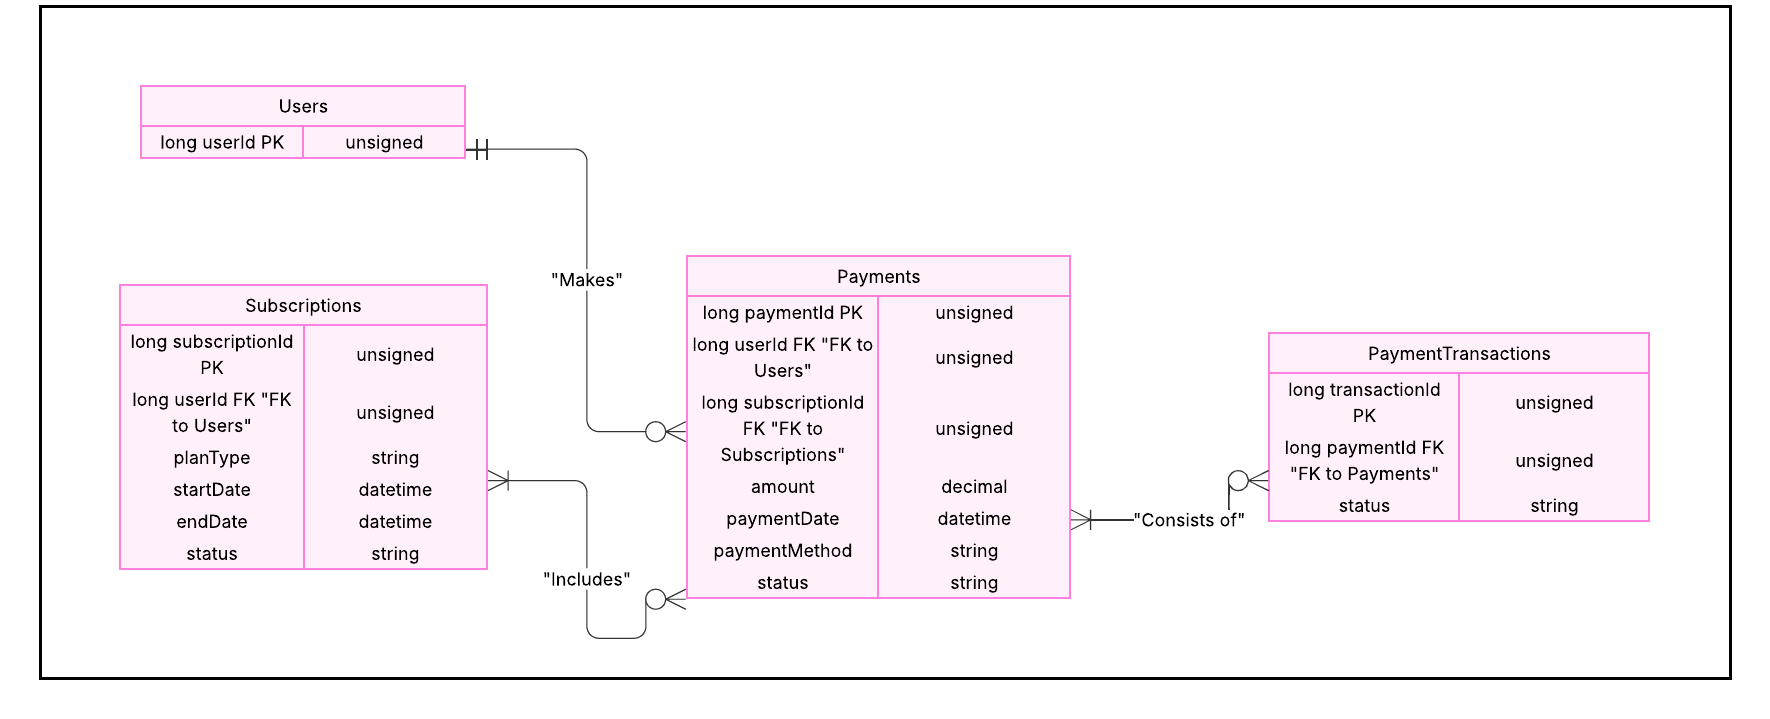 Users
long userId PK
unsigned
"Makes"
Subscriptions
long subscriptionId
PK
unsigned
long userId FK "FK
to Users"
unsigned
planType
string
startDate
datetime
endDate
datetime
status
string
"Includes"
Payments
long paymentId PK
unsigned
long userId FK "FK to
Users"
unsigned
long subscriptionId
FK "FK to
Subscriptions"
unsigned
amount
decimal
paymentDate
datetime
paymentMethod
string
status
string
"Consists of"
PaymentTransactions
long transactionId
PK
unsigned
long paymentId FK
"FK to Payments"
unsigned
status
string